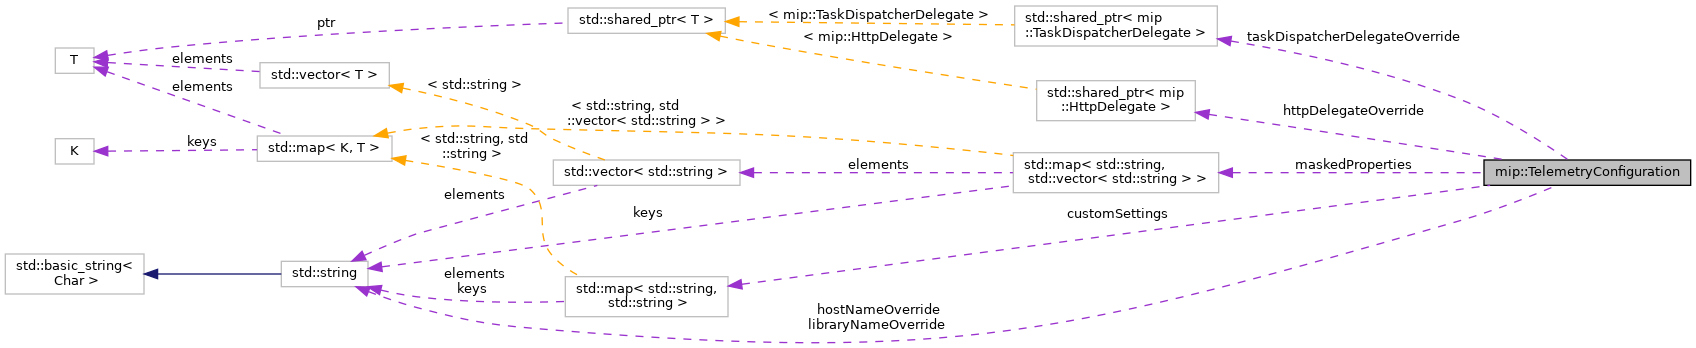 ptr
std::shared_ptr< T >
< mip::TaskDispatcherDelegate >
std::shared_ptr< mip
::TaskDispatcherDelegate >
taskDispatcherDelegateOverride
< mip::HttpDelegate >
T
elements
std::vector< T >
elements
< std::string >
std::shared_ptr< mip
::HttpDelegate >
httpDelegateOverride
< std::string, std
::vector< std::string > >
K
keys
std::map< K, T >
< std::string, std
::string >
std::vector< std::string >
elements
std::map< std::string,
std::vector< std::string > >
maskedProperties
mip::TelemetryConfiguration
elements
keys
customSettings
std::basic_string<
Char >
std::string
elements
keys
std::map< std::string,
std::string >
hostNameOverride
libraryNameOverride